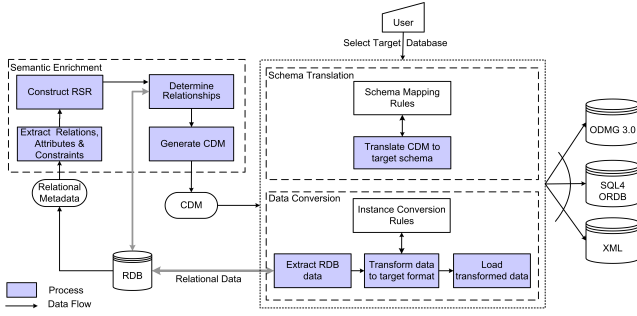 User
Select Target Database
Semantic Enrichment
Construct RSR
Determine
Relationships
Extract Relations,
Attributes &
Constraints
Generate CDM
Relational
Metadata
CDM
RDB
Relational Data
Schema Translation
Schema Mapping
Rules
Translate CDM to
target schema
Data Conversion
Instance Conversion
Rules
Extract RDB
data
Transform data
to target format
Load
transformed data
ODMG 3.0
SQL4
ORDB
XML
Process
Data Flow